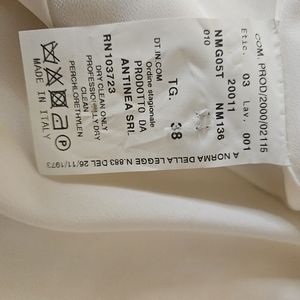 COM. PROD/2000/02115
Etic. 03 Lav. 001
NMG05T NM136
20011
010
TG. 38
DT IN.COM
Ordine stagionale
PRODOTTO DA
ANTINEA SRL
RN 103723
DRY CLEAN ONLY
PROFESSIONALLY DRY
CLEAN
PERCHLORETHYLEN
MADE IN ITALY
A NORMA DELLA LEGGE N.883 DEL 26/11/1973